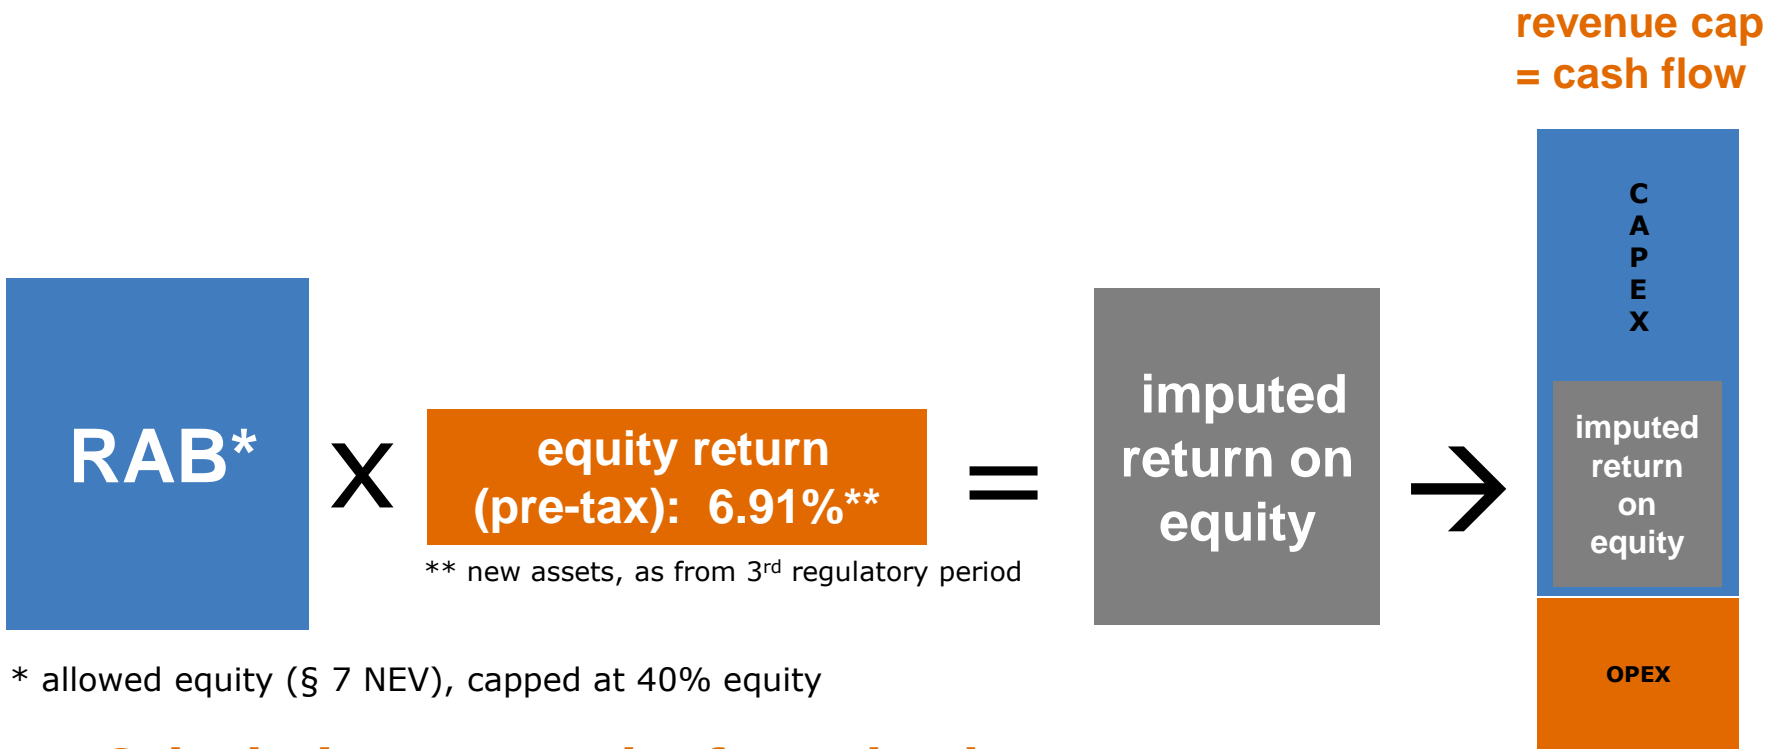 revenue cap
= cash flow
C
A
P
E
X
RAB*
X
equity return
(pre-tax): 6.91%**
=
imputed
return on
equity
→
imputed
return
on
equity
** new assets, as from 3rd regulatory period
* allowed equity (§ 7 NEV), capped at 40% equity
OPEX